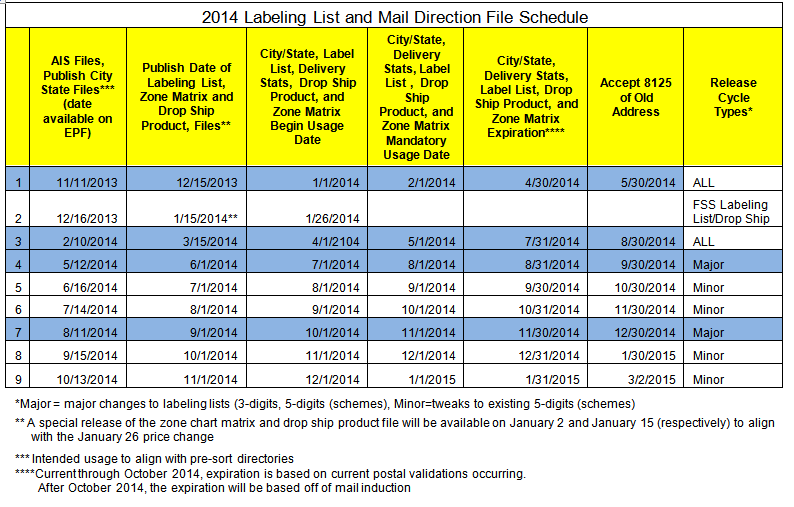 2014 Labeling List and Mail Direction File Schedule
AIS Files,
Publish City
State Files***
(date
available on
EPF)
Publish Date of
Labeling List,
Zone Matrix and
Drop Ship
Product, Files**
City/State, Label
List, Delivery
Stats, Drop Ship
Product, and
Zone Matrix
Begin Usage
Date
City/State,
Delivery
Stats, Label
List , Drop
Ship
Product, and
Zone Matrix
Mandatory
Usage Date
City/State,
Delivery Stats,
Label List, Drop
Ship Product, and
Zone Matrix
Expiration****
Accept 8125
of Old
Address
Release
Cycle
Types*
1 11/11/2013 12/15/2013 1/1/2014 2/1/2014 4/30/2014 5/30/2014 ALL
2 12/16/2013 1/15/2014** 1/26/2014 FSS Labeling
List/Drop Ship
3 2/10/2014 3/15/2014 4/1/2104 5/1/2014 7/31/2014 8/30/2014 ALL
4 5/12/2014 6/1/2014 7/1/2014 8/1/2014 8/31/2014 9/30/2014 Major
5 6/16/2014 7/1/2014 8/1/2014 9/1/2014 9/30/2014 10/30/2014 Minor
6 7/14/2014 8/1/2014 9/1/2014 10/1/2014 10/31/2014 11/30/2014 Minor
7 8/11/2014 9/1/2014 10/1/2014 11/1/2014 11/30/2014 12/30/2014 Major
8 9/15/2014 10/1/2014 11/1/2014 12/1/2014 12/31/2014 1/30/2015 Minor
9 10/13/2014 11/1/2014 12/1/2014 1/1/2015 1/31/2015 3/2/2015 Minor
*Major = major changes to labeling lists (3-digits, 5-digits (schemes), Minor=tweaks to existing 5-digits (schemes)
** A special release of the zone chart matrix and drop ship product file will be available on January 2 and January 15 (respectively) to align
with the January 26 price change
*** Intended usage to align with pre-sort directories
****Current through October 2014, expiration is based on current postal validations occurring.
After October 2014, the expiration will be based off of mail induction